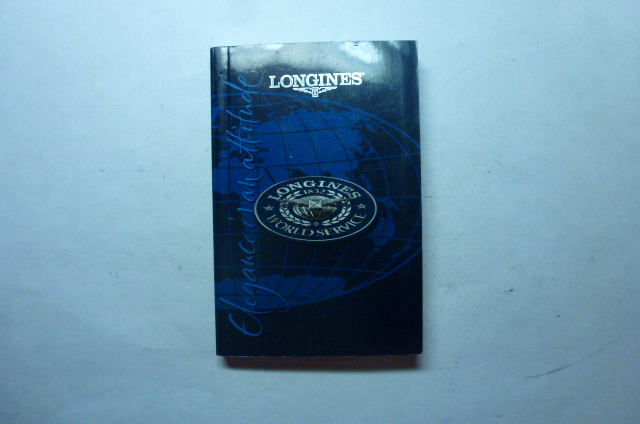 LONGINES
Elegance is an attitude
LONGINES
1832
★ WORLD SERVICE ★